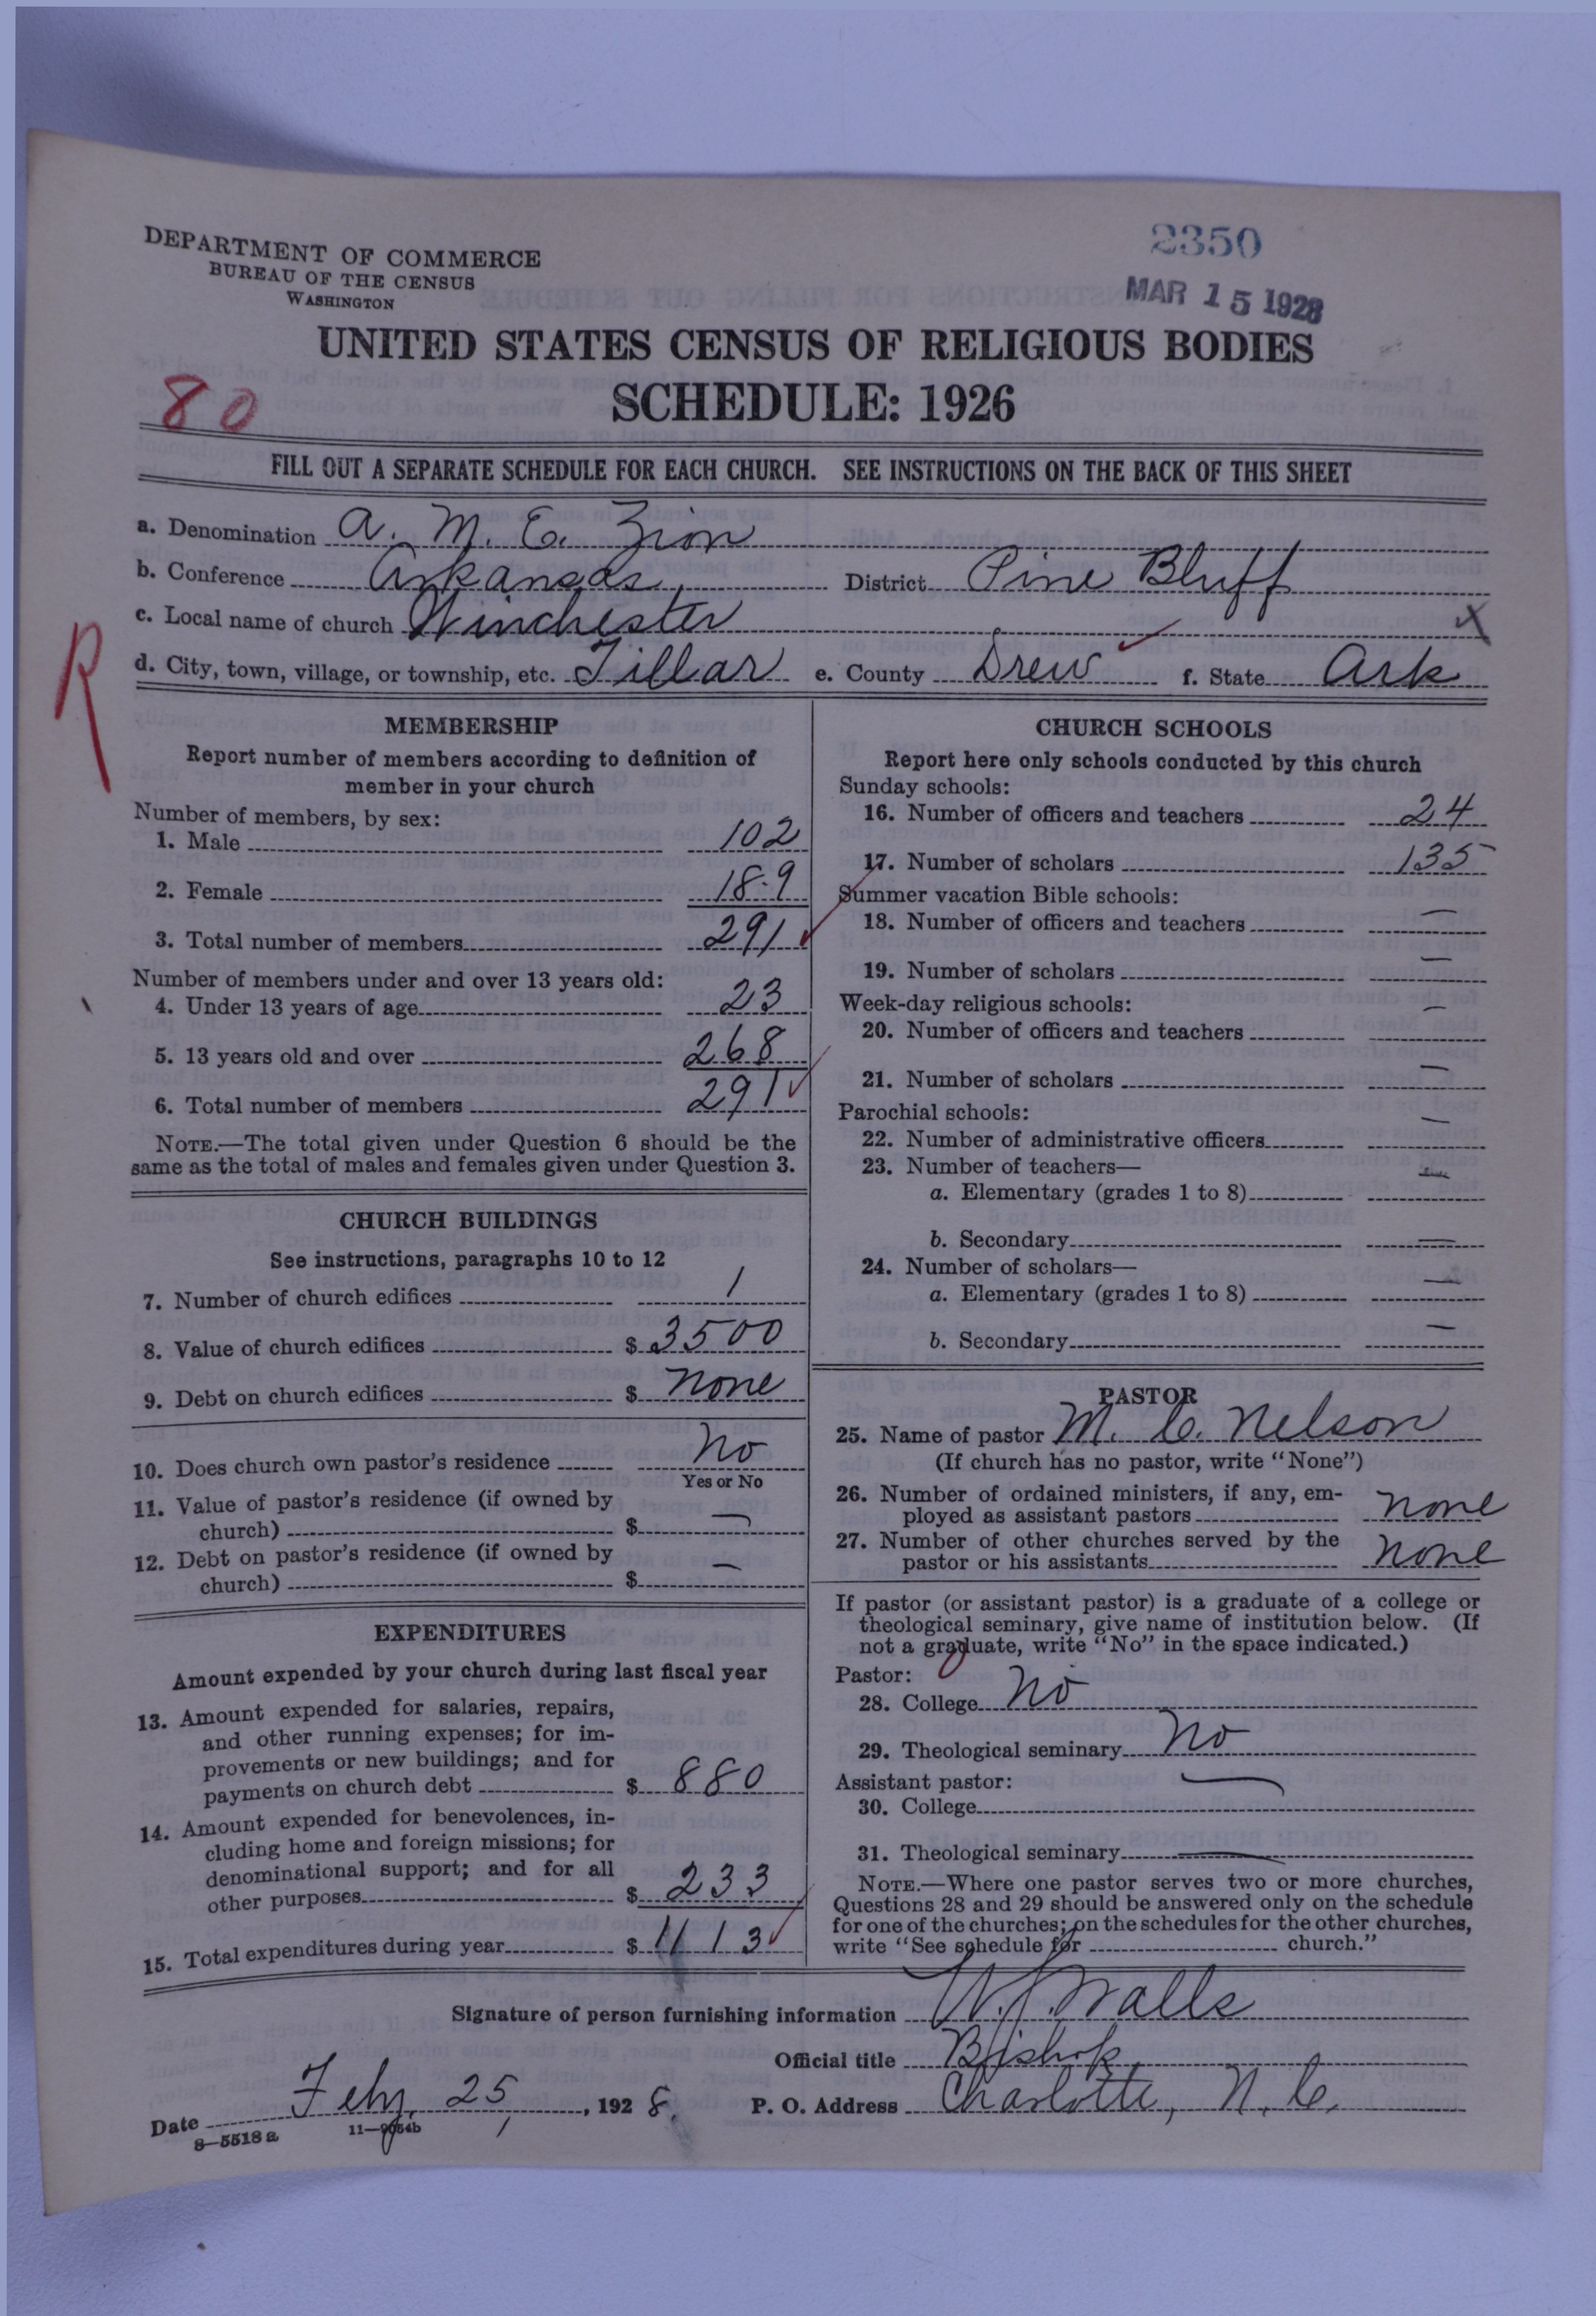 DEPARTMENT OF COMMERCE
BUREAU OF THE CENSUS
WASHINGTON
2350
MAR 15 1928
UNITED STATES CENSUS OF RELIGIOUS BODIES
SCHEDULE: 1926
80
FILL OUT A SEPARATE SCHEDULE FOR EACH CHURCH. SEE INSTRUCTIONS ON THE BACK OF THIS SHEET
a. Denomination A. M. E. Zion
b. Conference Arkansas District Pine Bluff
c. Local name of church Winchester X
R
d. City, town, village, or township, etc. Tillar e. County Drew f. State Ark
MEMBERSHIP
Report number of members according to definition of
member in your church
Number of members, by sex:
1. Male 102
2. Female 189
3. Total number of members 291
Number of members under and over 13 years old:
4. Under 13 years of age 23
5. 13 years old and over 268
6. Total number of members 291
NOTE.—The total given under Question 6 should be the
same as the total of males and females given under Question 3.
CHURCH BUILDINGS
See instructions, paragraphs 10 to 12
7. Number of church edifices 1
8. Value of church edifices $ 3500
9. Debt on church edifices $ none
10. Does church own pastor's residence No
Yes or No
11. Value of pastor's residence (if owned by
church) $ —
12. Debt on pastor's residence (if owned by
church) $ —
EXPENDITURES
Amount expended by your church during last fiscal year
13. Amount expended for salaries, repairs,
and other running expenses; for im-
provements or new buildings; and for
payments on church debt $ 880
14. Amount expended for benevolences, in-
cluding home and foreign missions; for
denominational support; and for all
other purposes $ 233
15. Total expenditures during year $ 1113
CHURCH SCHOOLS
Report here only schools conducted by this church
Sunday schools:
16. Number of officers and teachers 24
17. Number of scholars 135
Summer vacation Bible schools:
18. Number of officers and teachers —
19. Number of scholars —
Week-day religious schools:
20. Number of officers and teachers —
21. Number of scholars —
Parochial schools:
22. Number of administrative officers —
23. Number of teachers—
a. Elementary (grades 1 to 8) —
b. Secondary —
24. Number of scholars—
a. Elementary (grades 1 to 8) —
b. Secondary —
PASTOR
25. Name of pastor M. C. Nelson
(If church has no pastor, write "None")
26. Number of ordained ministers, if any, em-
ployed as assistant pastors none
27. Number of other churches served by the
pastor or his assistants none
If pastor (or assistant pastor) is a graduate of a college or
theological seminary, give name of institution below. (If
not a graduate, write "No" in the space indicated.)
Pastor:
28. College No
29. Theological seminary No
Assistant pastor:
30. College —
31. Theological seminary —
NOTE.—Where one pastor serves two or more churches,
Questions 28 and 29 should be answered only on the schedule
for one of the churches; on the schedules for the other churches,
write "See schedule for church."
Signature of person furnishing information W. J. Walls
Official title Bishop
Date Feby. 25, 1928. P. O. Address Charlotte, N. C.
8—5518 a 11—9054b